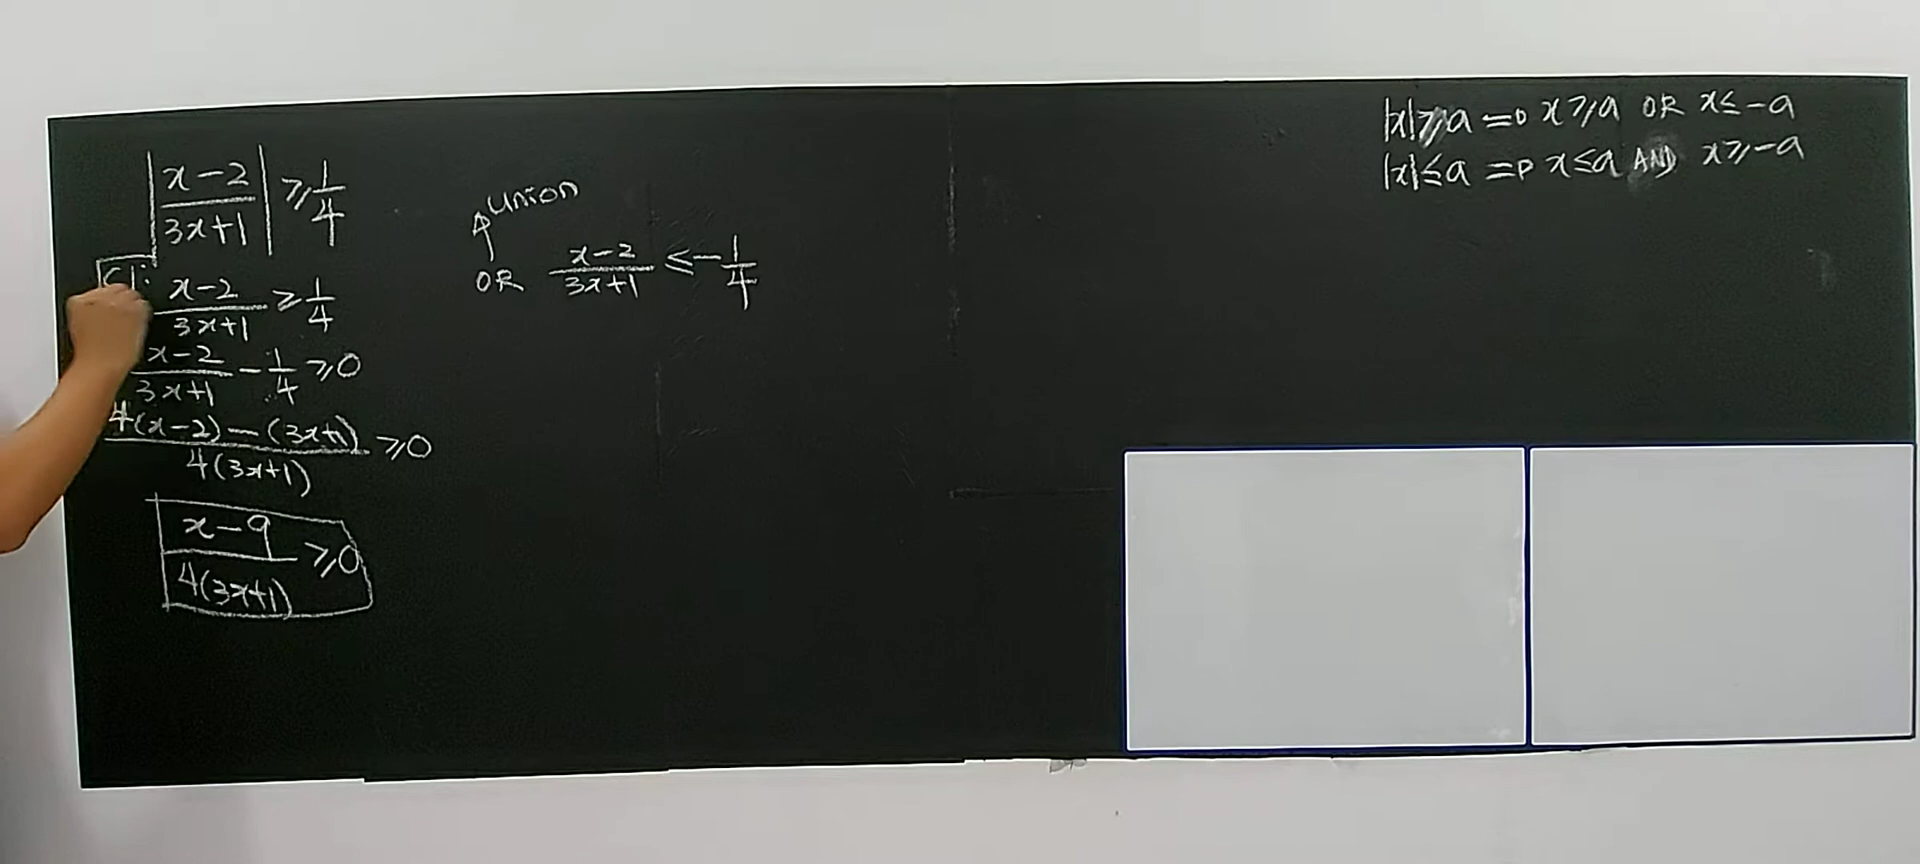 |x-2/3x+1| ≥ 1/4
x-2/3x+1 ≥ 1/4
x-2/3x+1 - 1/4 ≥ 0
4(x-2)-(3x+1)/4(3x+1) ≥ 0
x-9/4(3x+1) ≥ 0
union
OR x-2/3x+1 ≤ -1/4
|x|≥a ⇒ x≥a OR x≤-a
|x|≤a ⇒ x≤a AND x≥-a